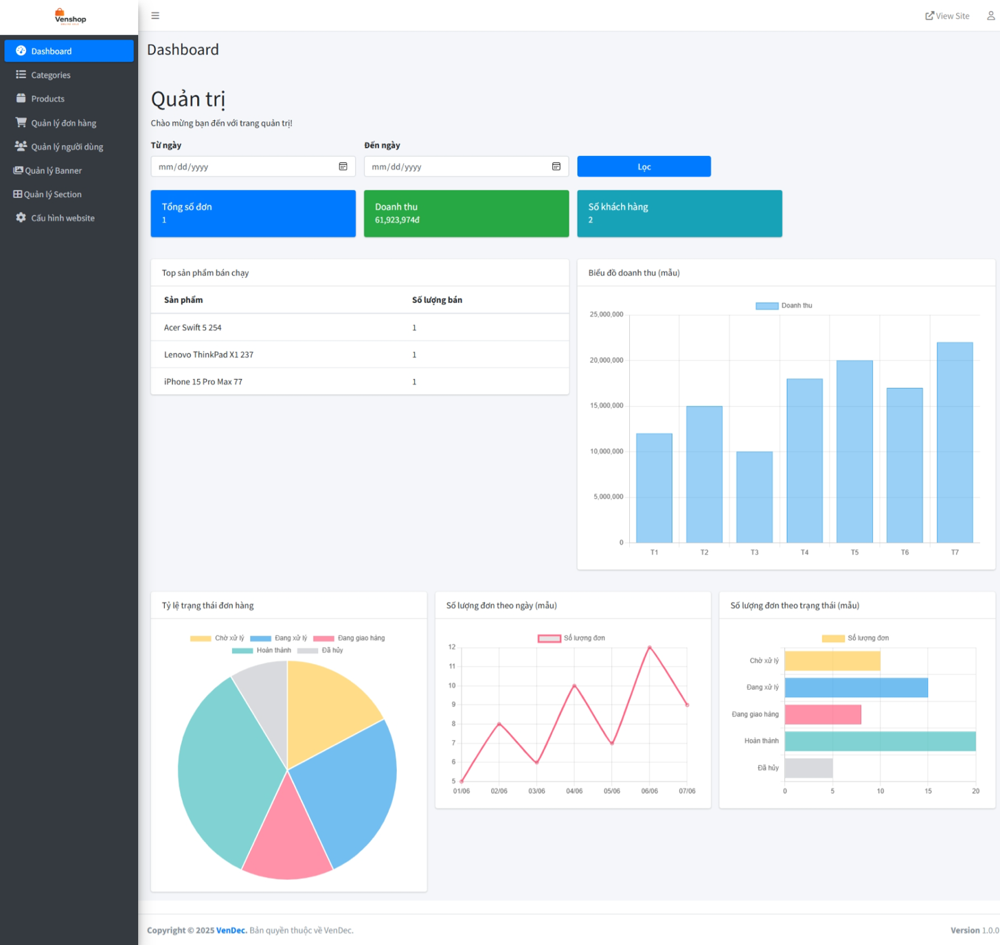 Venshop
View Site
Dashboard
Categories
Products
Quản lý đơn hàng
Quản lý người dùng
Quản lý Banner
Quản lý Section
Cấu hình website
Dashboard
Quản trị
Chào mừng bạn đến với trang quản trị!
Từ ngày
Đến ngày
mm/dd/yyyy
mm/dd/yyyy
Lọc
Tổng số đơn
1
Doanh thu
61,923,974đ
Số khách hàng
2
Top sản phẩm bán chạy
Sản phẩm Số lượng bán
Acer Swift 5 254 1
Lenovo ThinkPad X1 237 1
iPhone 15 Pro Max 77 1
Biểu đồ doanh thu (mẫu)
Doanh thu
25,000,000
20,000,000
15,000,000
10,000,000
5,000,000
0
T1 T2 T3 T4 T5 T6 T7
Tỷ lệ trạng thái đơn hàng
Chờ xử lý Đang xử lý Đang giao hàng
Hoàn thành Đã hủy
Số lượng đơn theo ngày (mẫu)
Số lượng đơn
12
11
10
9
8
7
6
5
01/06 02/06 03/06 04/06 05/06 06/06 07/06
Số lượng đơn theo trạng thái (mẫu)
Số lượng đơn
Chờ xử lý
Đang xử lý
Đang giao hàng
Hoàn thành
Đã hủy
0 5 10 15 20
Copyright © 2025 VenDec. Bản quyền thuộc về VenDec.
Version 1.0.0